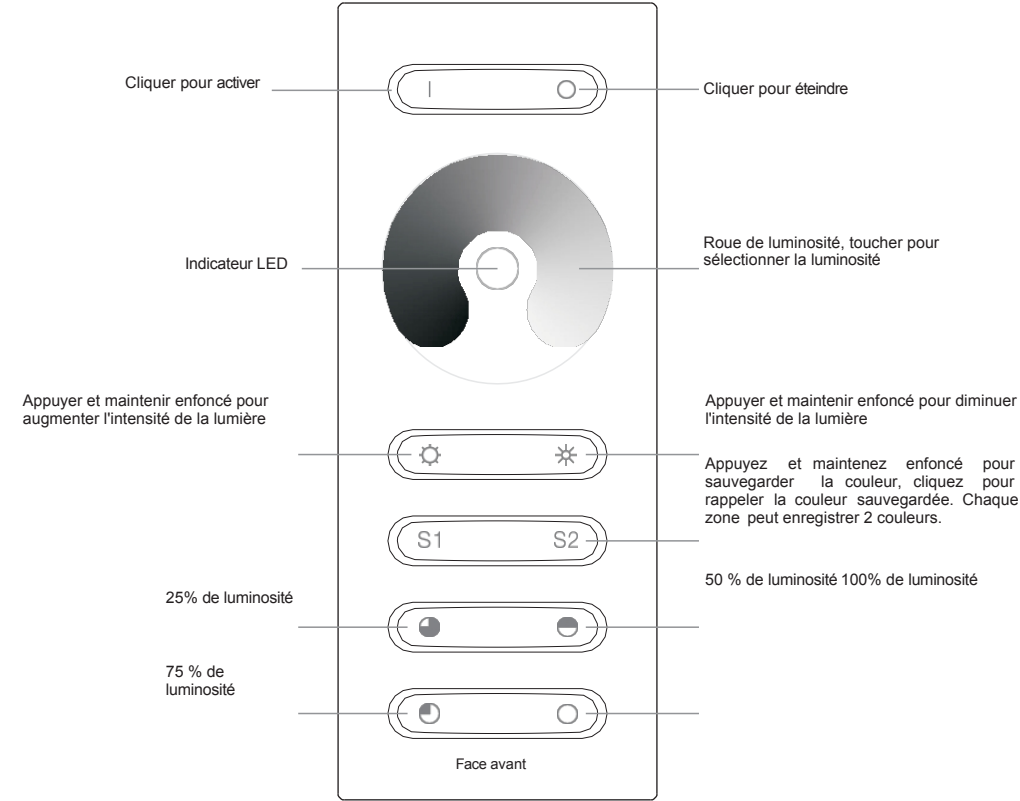 Cliquer pour activer
I
Cliquer pour éteindre
Indicateur LED
Roue de luminosité, toucher pour
sélectionner la luminosité
Appuyer et maintenir enfoncé pour
augmenter l'intensité de la lumière
Appuyer et maintenir enfoncé pour diminuer
l'intensité de la lumière
Appuyez et maintenez enfoncé pour
sauvegarder la couleur, cliquez pour
rappeler la couleur sauvegardée. Chaque
zone peut enregistrer 2 couleurs.
S1 S2
50 % de luminosité 100% de luminosité
25% de luminosité
75 % de
luminosité
Face avant